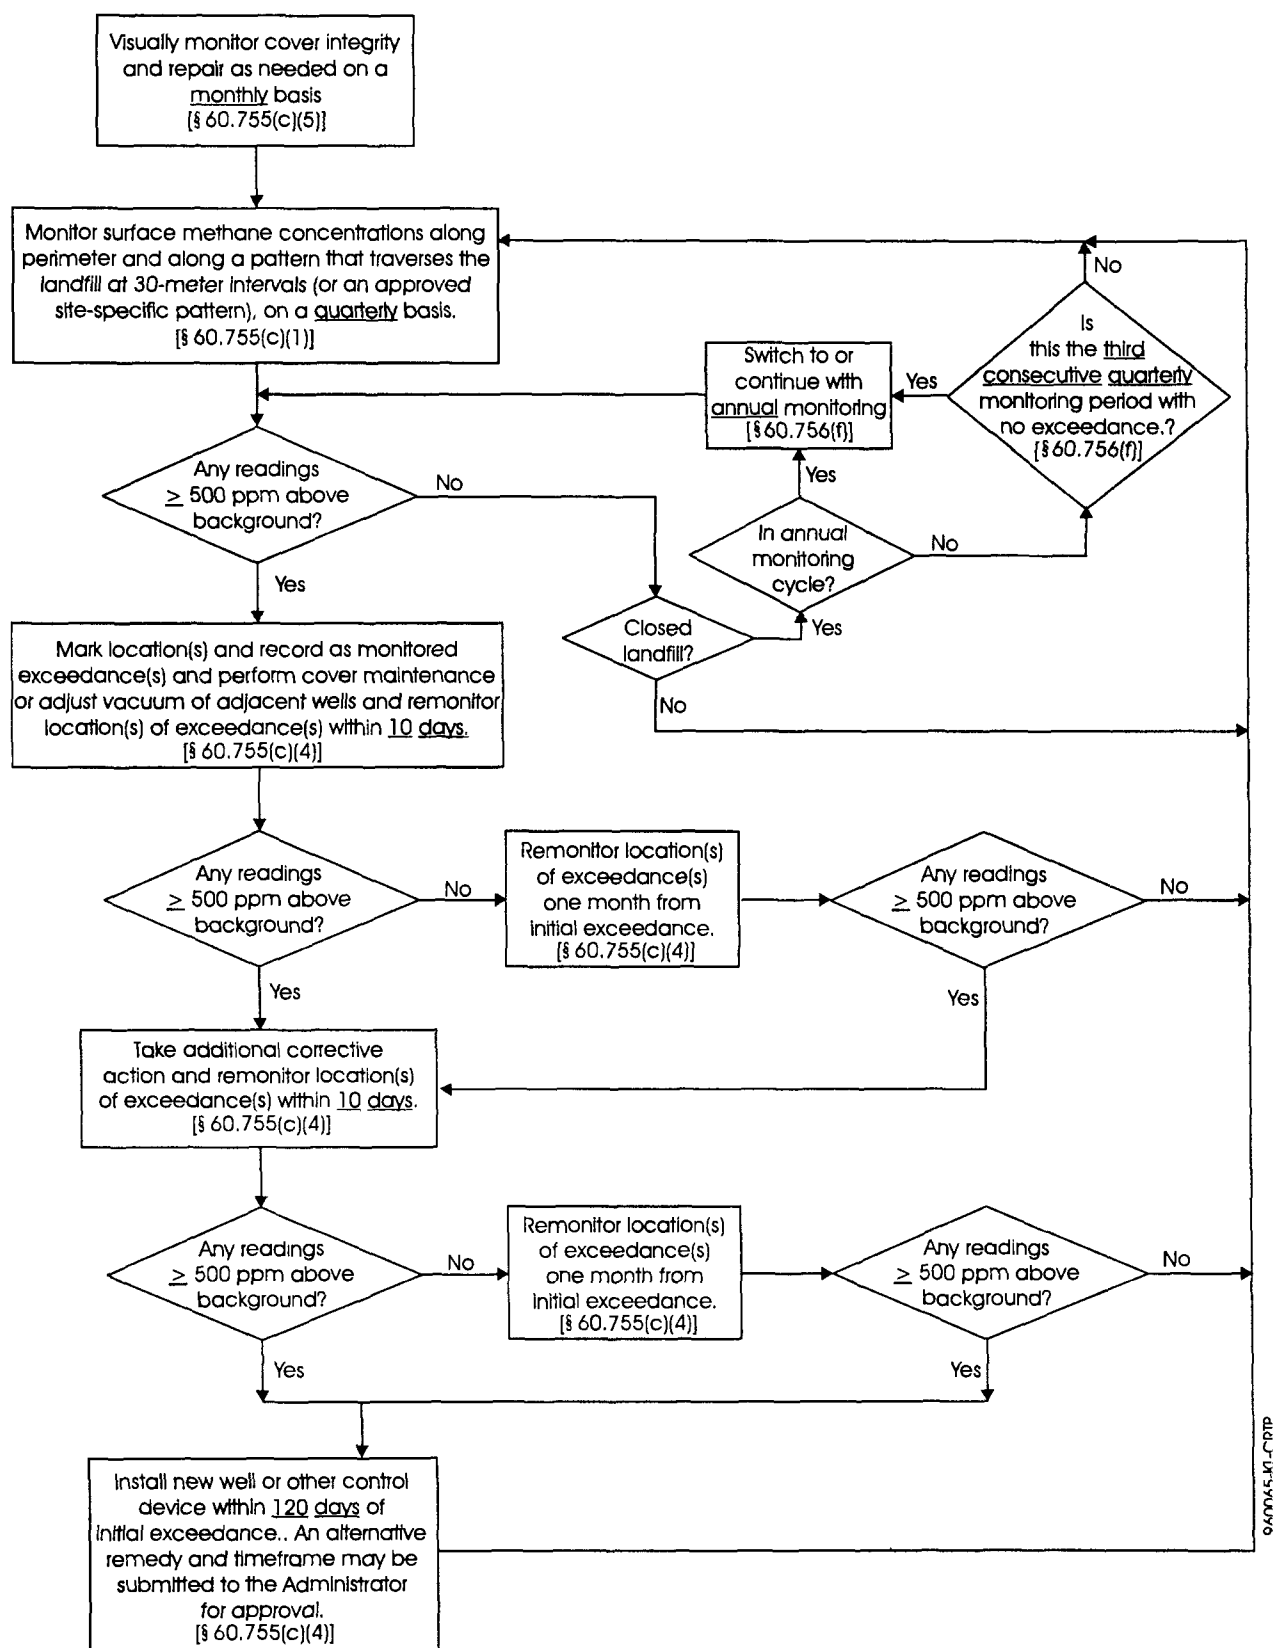 Visually monitor cover integrity
and repair as needed on a
monthly basis
[§ 60.755(c)(5)]
Monitor surface methane concentrations along
perimeter and along a pattern that traverses the
landfill at 30-meter intervals (or an approved
site-specific pattern), on a quarterly basis.
[§ 60.755(c)(1)]
No
Is
this the third
consecutive quarterly
monitoring period with
no exceedance.?
[§ 60.756(f)]
Yes
Switch to or
continue with
annual monitoring
[§ 60.756(f)]
Any readings
≥ 500 ppm above
background?
No
Yes
In annual
monitoring
cycle?
No
Yes
Closed
landfill?
Yes
No
Mark location(s) and record as monitored
exceedance(s) and perform cover maintenance
or adjust vacuum of adjacent wells and remonitor
location(s) of exceedance(s) within 10 days.
[§ 60.755(c)(4)]
Any readings
≥ 500 ppm above
background?
No
Remonitor location(s)
of exceedance(s)
one month from
initial exceedance.
[§ 60.755(c)(4)]
Any readings
≥ 500 ppm above
background?
No
Yes
Yes
Take additional corrective
action and remonitor location(s)
of exceedance(s) within 10 days.
[§ 60.755(c)(4)]
Any readings
≥ 500 ppm above
background?
No
Remonitor location(s)
of exceedance(s)
one month from
initial exceedance.
[§ 60.755(c)(4)]
Any readings
≥ 500 ppm above
background?
No
Yes
Yes
Install new well or other control
device within 120 days of
initial exceedance.. An alternative
remedy and timeframe may be
submitted to the Administrator
for approval.
[§ 60.755(c)(4)]